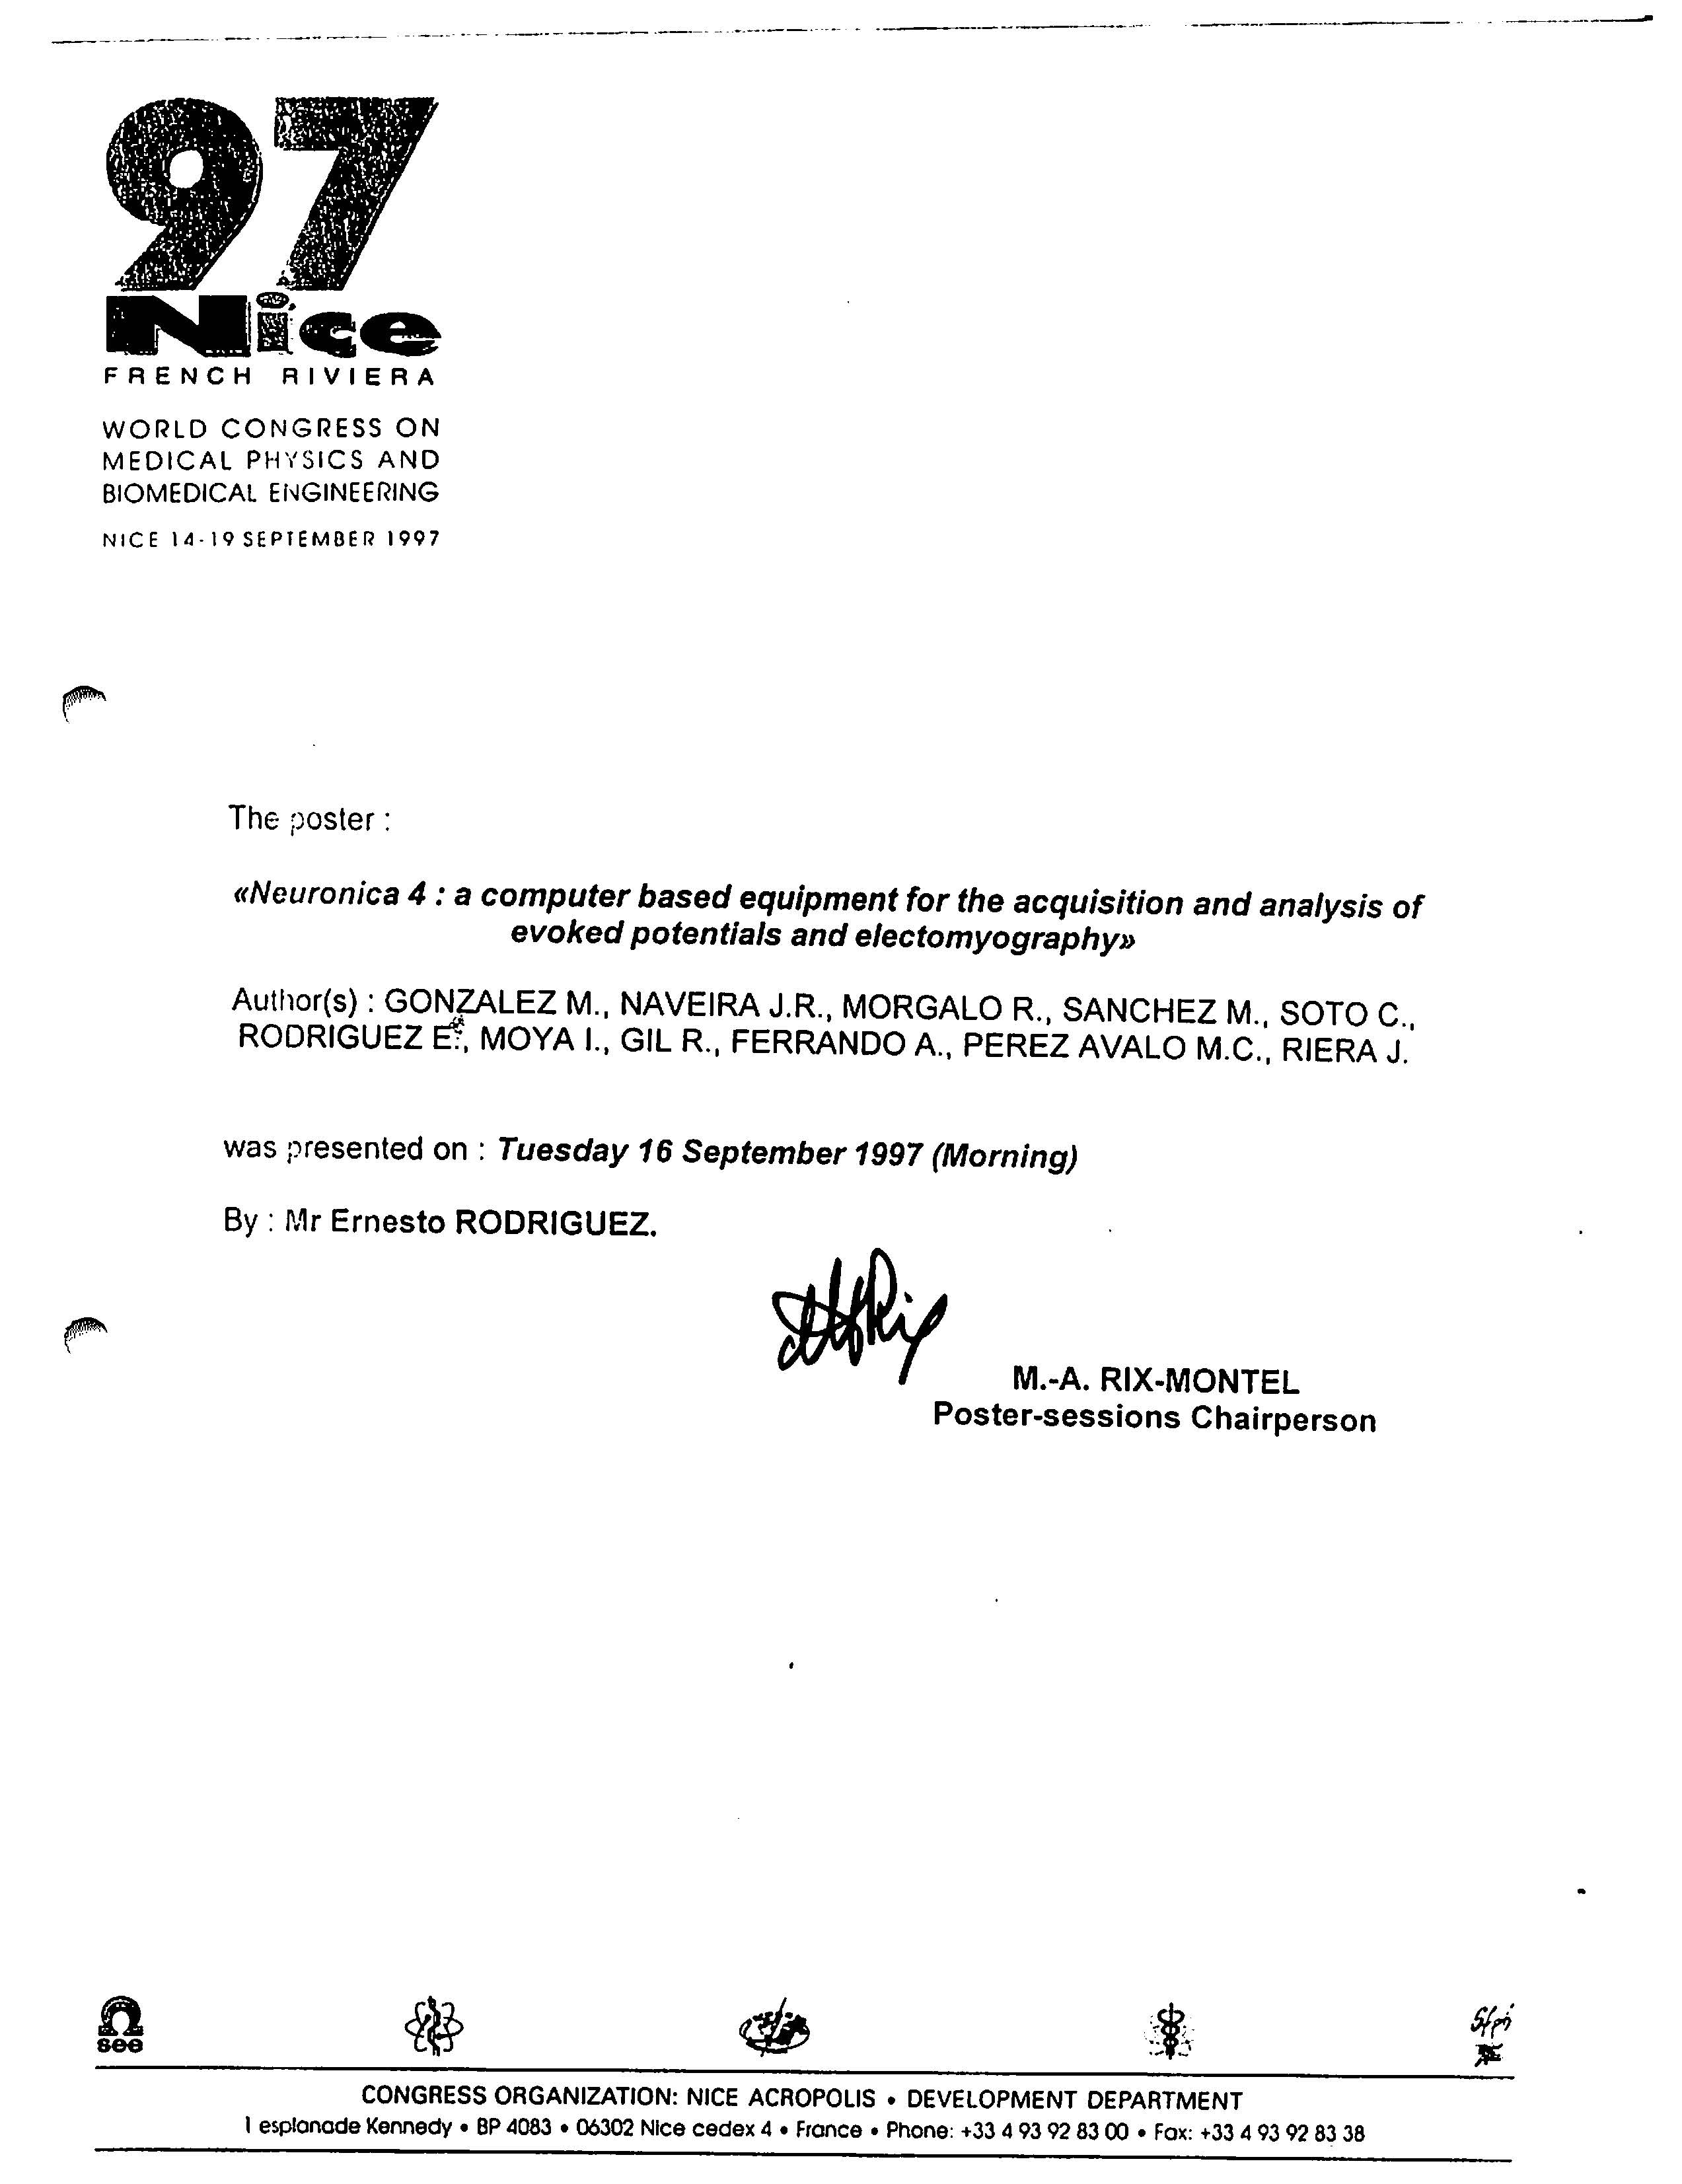 97
Nice
FRENCH RIVIERA
WORLD CONGRESS ON
MEDICAL PHYSICS AND
BIOMEDICAL ENGINEERING
NICE 14-19 SEPTEMBER 1997
The poster :
«Neuronica 4 : a computer based equipment for the acquisition and analysis of
evoked potentials and electomyography»
Author(s) : GONZALEZ M., NAVEIRA J.R., MORGALO R., SANCHEZ M., SOTO C.,
RODRIGUEZ E., MOYA I., GIL R., FERRANDO A., PEREZ AVALO M.C., RIERA J.
was presented on : Tuesday 16 September 1997 (Morning)
By : Mr Ernesto RODRIGUEZ.
M.-A. RIX-MONTEL
Poster-sessions Chairperson
see
CONGRESS ORGANIZATION: NICE ACROPOLIS • DEVELOPMENT DEPARTMENT
1 esplanade Kennedy • BP 4083 • 06302 Nice cedex 4 • France • Phone: +33 4 93 92 83 00 • Fax: +33 4 93 92 83 38